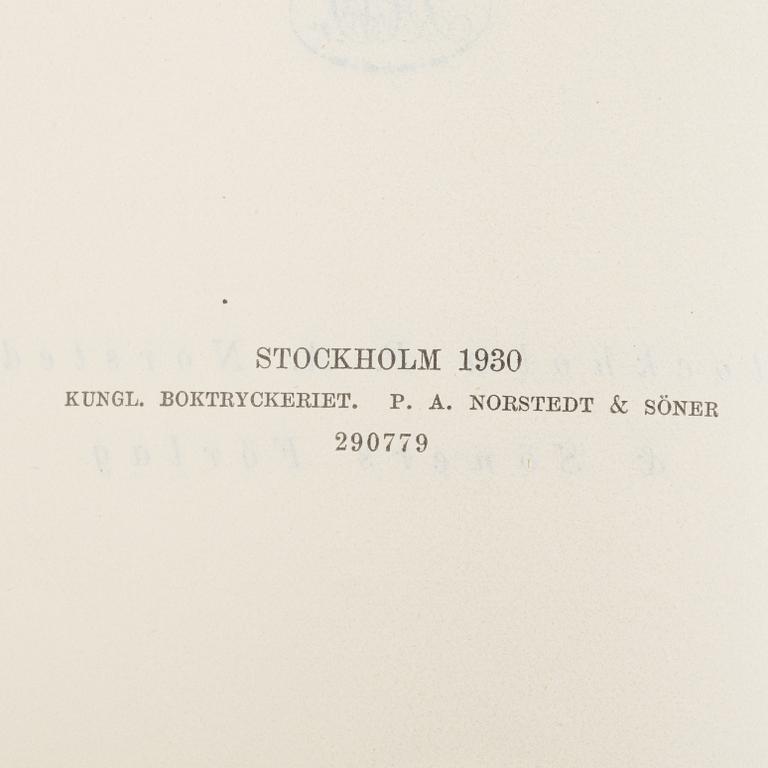 STOCKHOLM 1930
KUNGL. BOKTRYCKERIET. P. A. NORSTEDT & SÖNER
290779